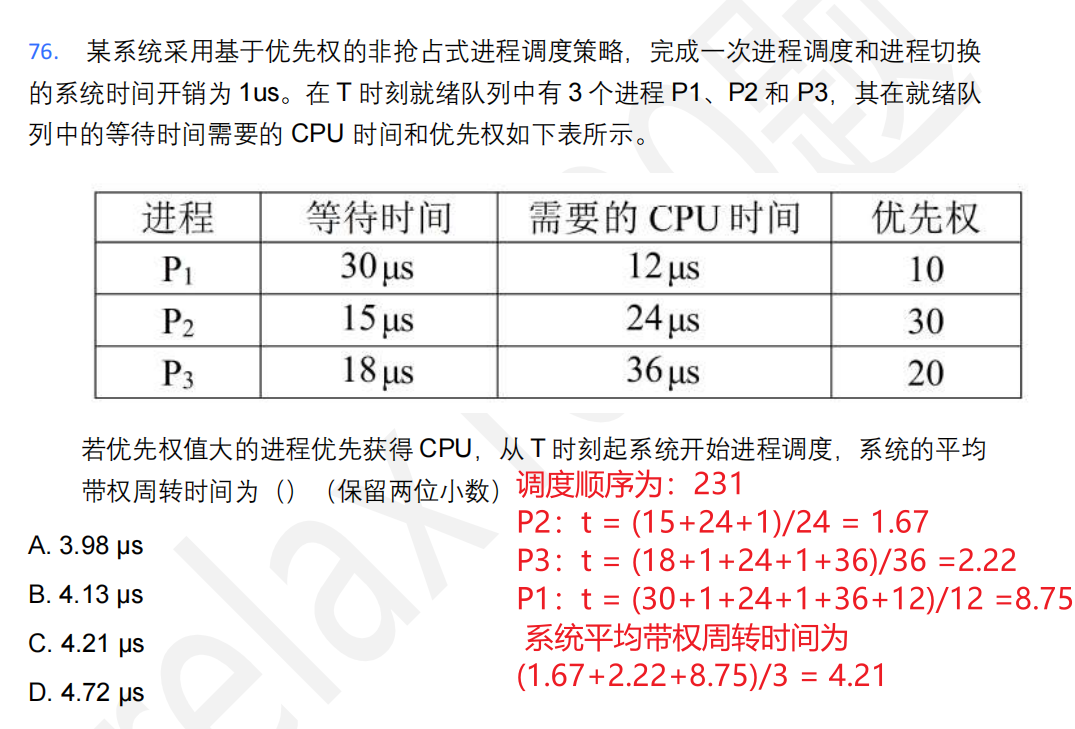 76. 某系统采用基于优先权的非抢占式进程调度策略，完成一次进程调度和进程切换
的系统时间开销为 1us。在 T 时刻就绪队列中有 3 个进程 P1、P2 和 P3，其在就绪队
列中的等待时间需要的 CPU 时间和优先权如下表所示。
进程 等待时间 需要的 CPU 时间 优先权
P1 30 μs 12 μs 10
P2 15 μs 24 μs 30
P3 18 μs 36 μs 20
若优先权值大的进程优先获得 CPU，从 T 时刻起系统开始进程调度，系统的平均
带权周转时间为（）（保留两位小数）
调度顺序为：231
P2：t = (15+24+1)/24 = 1.67
P3：t = (18+1+24+1+36)/36 =2.22
P1：t = (30+1+24+1+36+12)/12 =8.75
系统平均带权周转时间为
(1.67+2.22+8.75)/3 = 4.21
A. 3.98 μs
B. 4.13 μs
C. 4.21 μs
D. 4.72 μs
relax
题